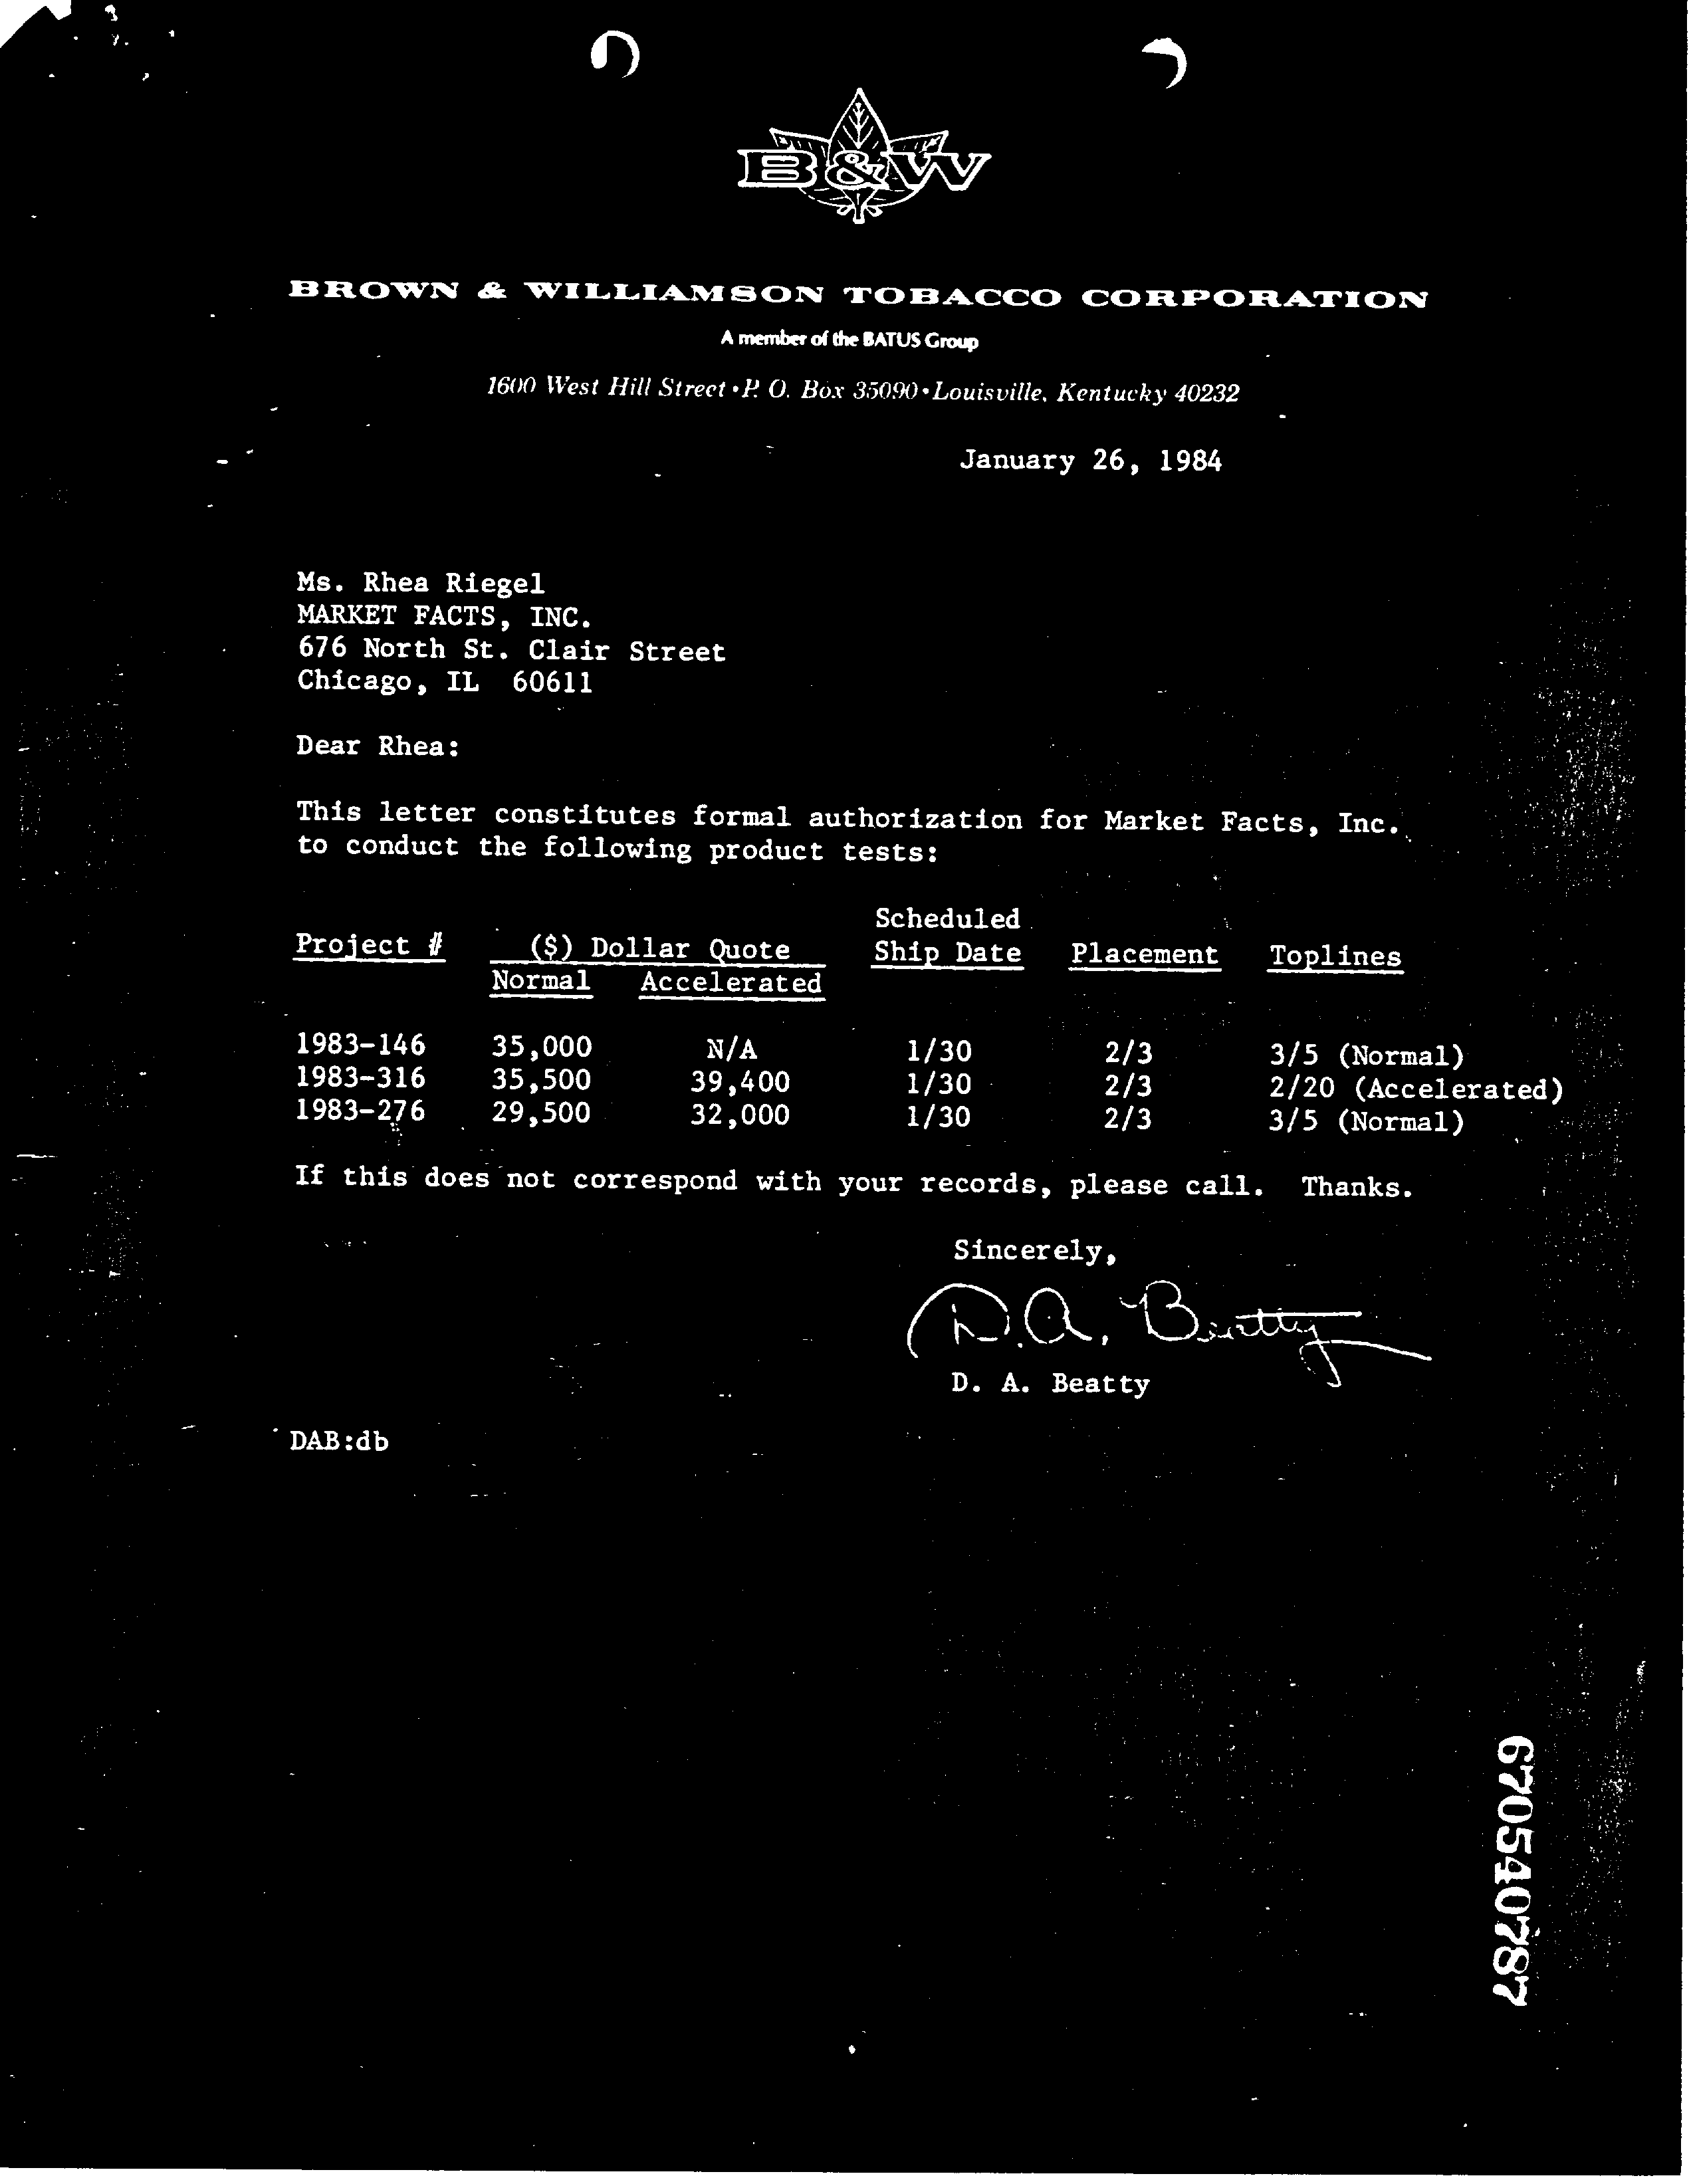 B&W
BROWN & WILLIAMSON TOBACCO CORPORATION
A member of the BATUS Group
1600 West Hill Street • P. O. Box 35090 • Louisville, Kentucky 40232
January 26, 1984
Ms. Rhea Riegel
MARKET FACTS, INC.
676 North St. Clair Street
Chicago, IL 60611
Dear Rhea:
This letter constitutes formal authorization for Market Facts, Inc.
to conduct the following product tests:
Scheduled
Project # ($) Dollar Quote Ship Date Placement Toplines
Normal Accelerated
1983-146 35,000 N/A 1/30 2/3 3/5 (Normal)
1983-316 35,500 39,400 1/30 2/3 2/20 (Accelerated)
1983-276 29,500 32,000 1/30 2/3 3/5 (Normal)
If this does not correspond with your records, please call. Thanks.
Sincerely,
D.A. Beatty
D. A. Beatty
DAB:db
670540787